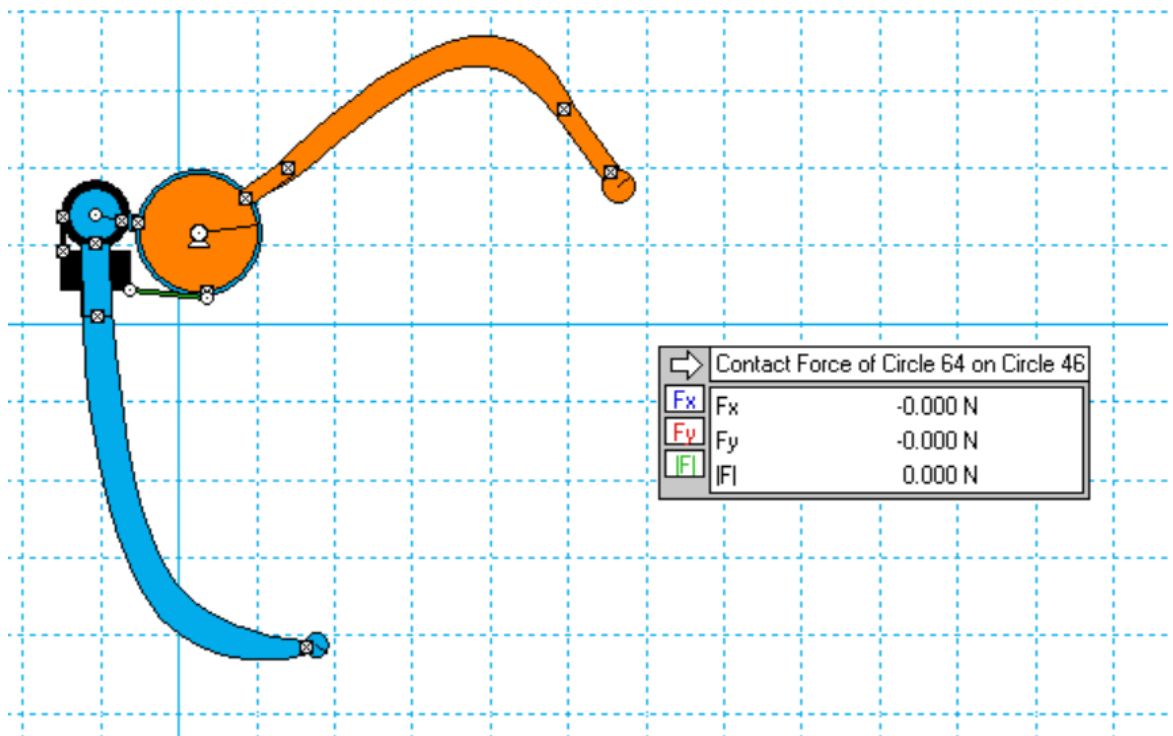 Contact Force of Circle 64 on Circle 46
Fx Fx -0.000 N
Fy Fy -0.000 N
|F| |F| 0.000 N